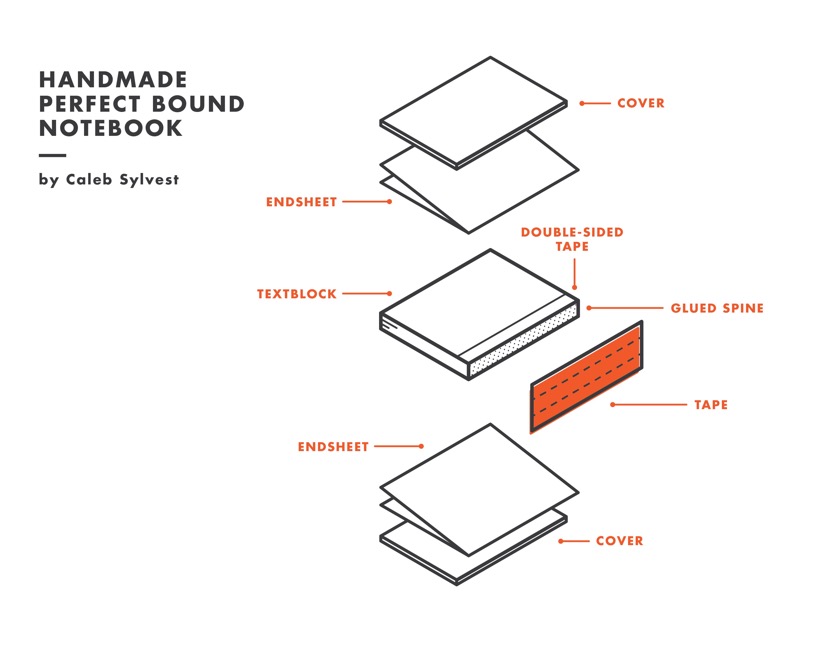 HANDMADE
PERFECT BOUND
NOTEBOOK
by Caleb Sylvest
COVER
ENDSHEET
DOUBLE-SIDED
TAPE
TEXTBLOCK
GLUED SPINE
TAPE
ENDSHEET
COVER